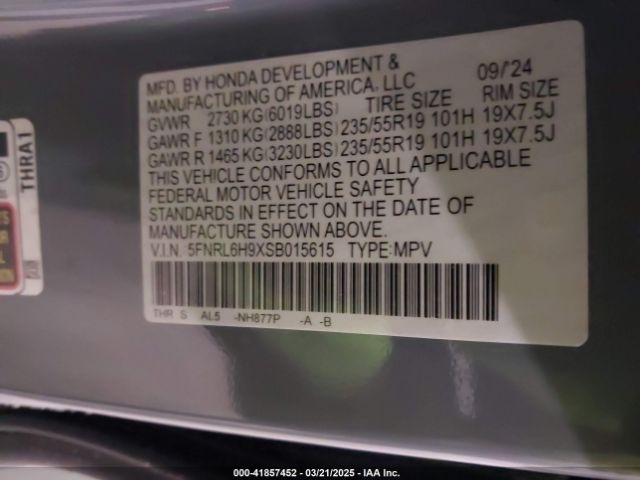 MFD. BY HONDA DEVELOPMENT &
MANUFACTURING OF AMERICA, LLC 09/'24
GVWR 2730 KG(6019LBS) TIRE SIZE RIM SIZE
GAWR F 1310 KG(2888LBS) 235/55R19 101H 19X7.5J
GAWR R 1465 KG(3230LBS) 235/55R19 101H 19X7.5J
THIS VEHICLE CONFORMS TO ALL APPLICABLE
FEDERAL MOTOR VEHICLE SAFETY
STANDARDS IN EFFECT ON THE DATE OF
MANUFACTURE SHOWN ABOVE.
V.I.N. 5FNRL6H9XSB015615 TYPE:MPV
THR S AL5 -NH877P -A -B
THRA1
000-41857452 - 03/21/2025 - IAA Inc.